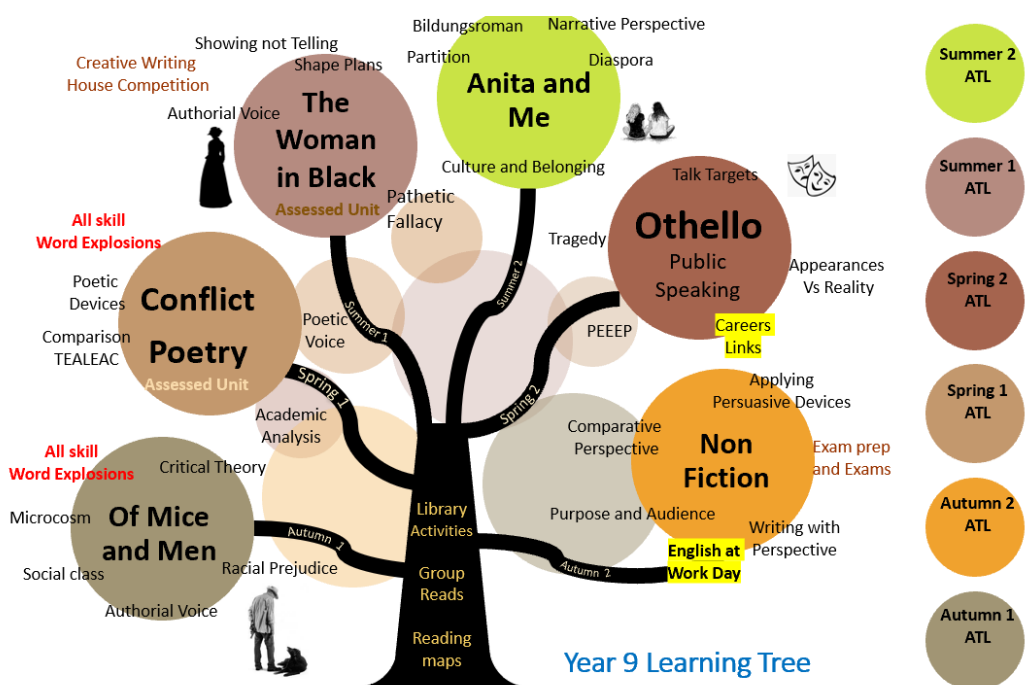 Bildungsroman
Narrative Perspective
Partition
Diaspora
Anita and
Me
Culture and Belonging
Showing not Telling
Shape Plans
Creative Writing
House Competition
Authorial Voice
The
Woman
in Black
Assessed Unit
Pathetic
Fallacy
Talk Targets
Othello
Public
Speaking
Tragedy
Appearances
Vs Reality
Careers
Links
PEEEP
All skill
Word Explosions
Poetic
Devices
Conflict
Poetry
Assessed Unit
Comparison
TEALEAC
Poetic
Voice
Academic
Analysis
Summer 1
Summer 2
Spring 1
Spring 2
Applying
Persuasive Devices
Comparative
Perspective
Non
Fiction
Exam prep
and Exams
Purpose and Audience
Writing with
Perspective
English at
Work Day
All skill
Word Explosions
Critical Theory
Microcosm
Of Mice
and Men
Social class
Racial Prejudice
Authorial Voice
Autumn 1
Autumn 2
Library
Activities
Group
Reads
Reading
maps
Year 9 Learning Tree
Summer 2
ATL
Summer 1
ATL
Spring 2
ATL
Spring 1
ATL
Autumn 2
ATL
Autumn 1
ATL